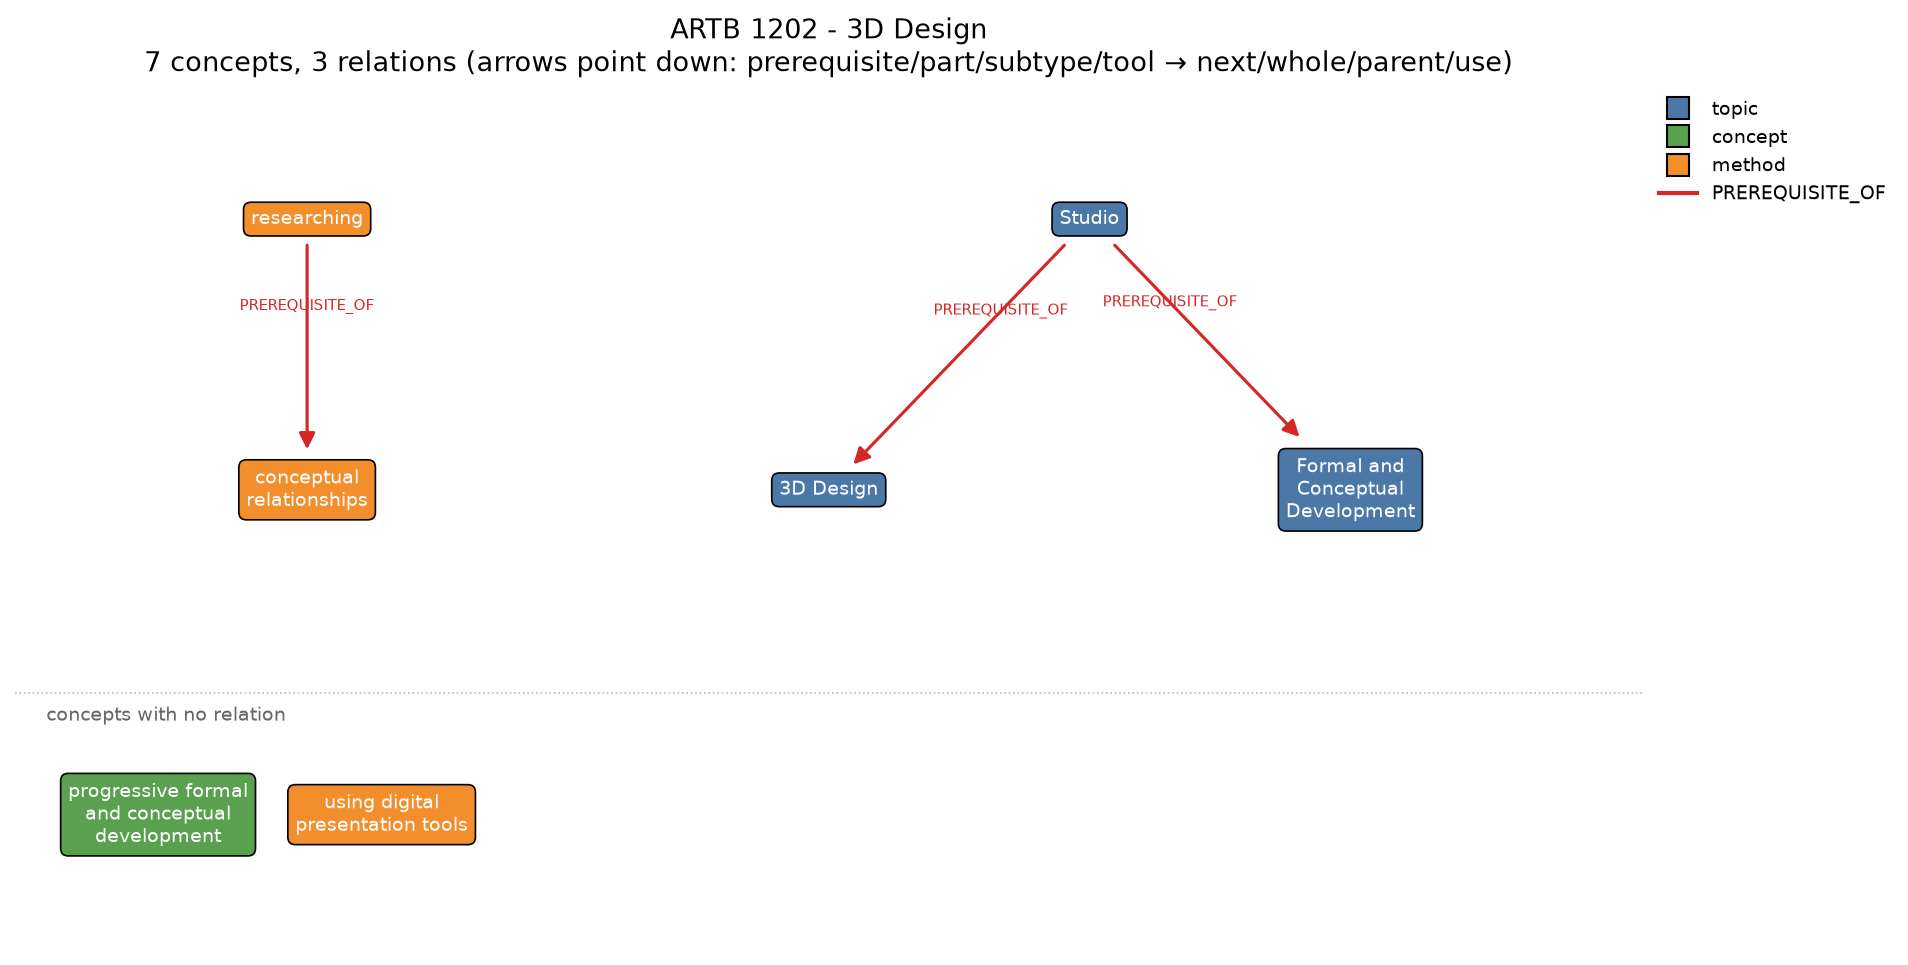 ARTB 1202 - 3D Design
7 concepts, 3 relations (arrows point down: prerequisite/part/subtype/tool → next/whole/parent/use)
topic
concept
method
PREREQUISITE_OF
researching
Studio
PREREQUISITE_OF
PREREQUISITE_OF
PREREQUISITE_OF
conceptual
relationships
3D Design
Formal and
Conceptual
Development
concepts with no relation
progressive formal
and conceptual
development
using digital
presentation tools